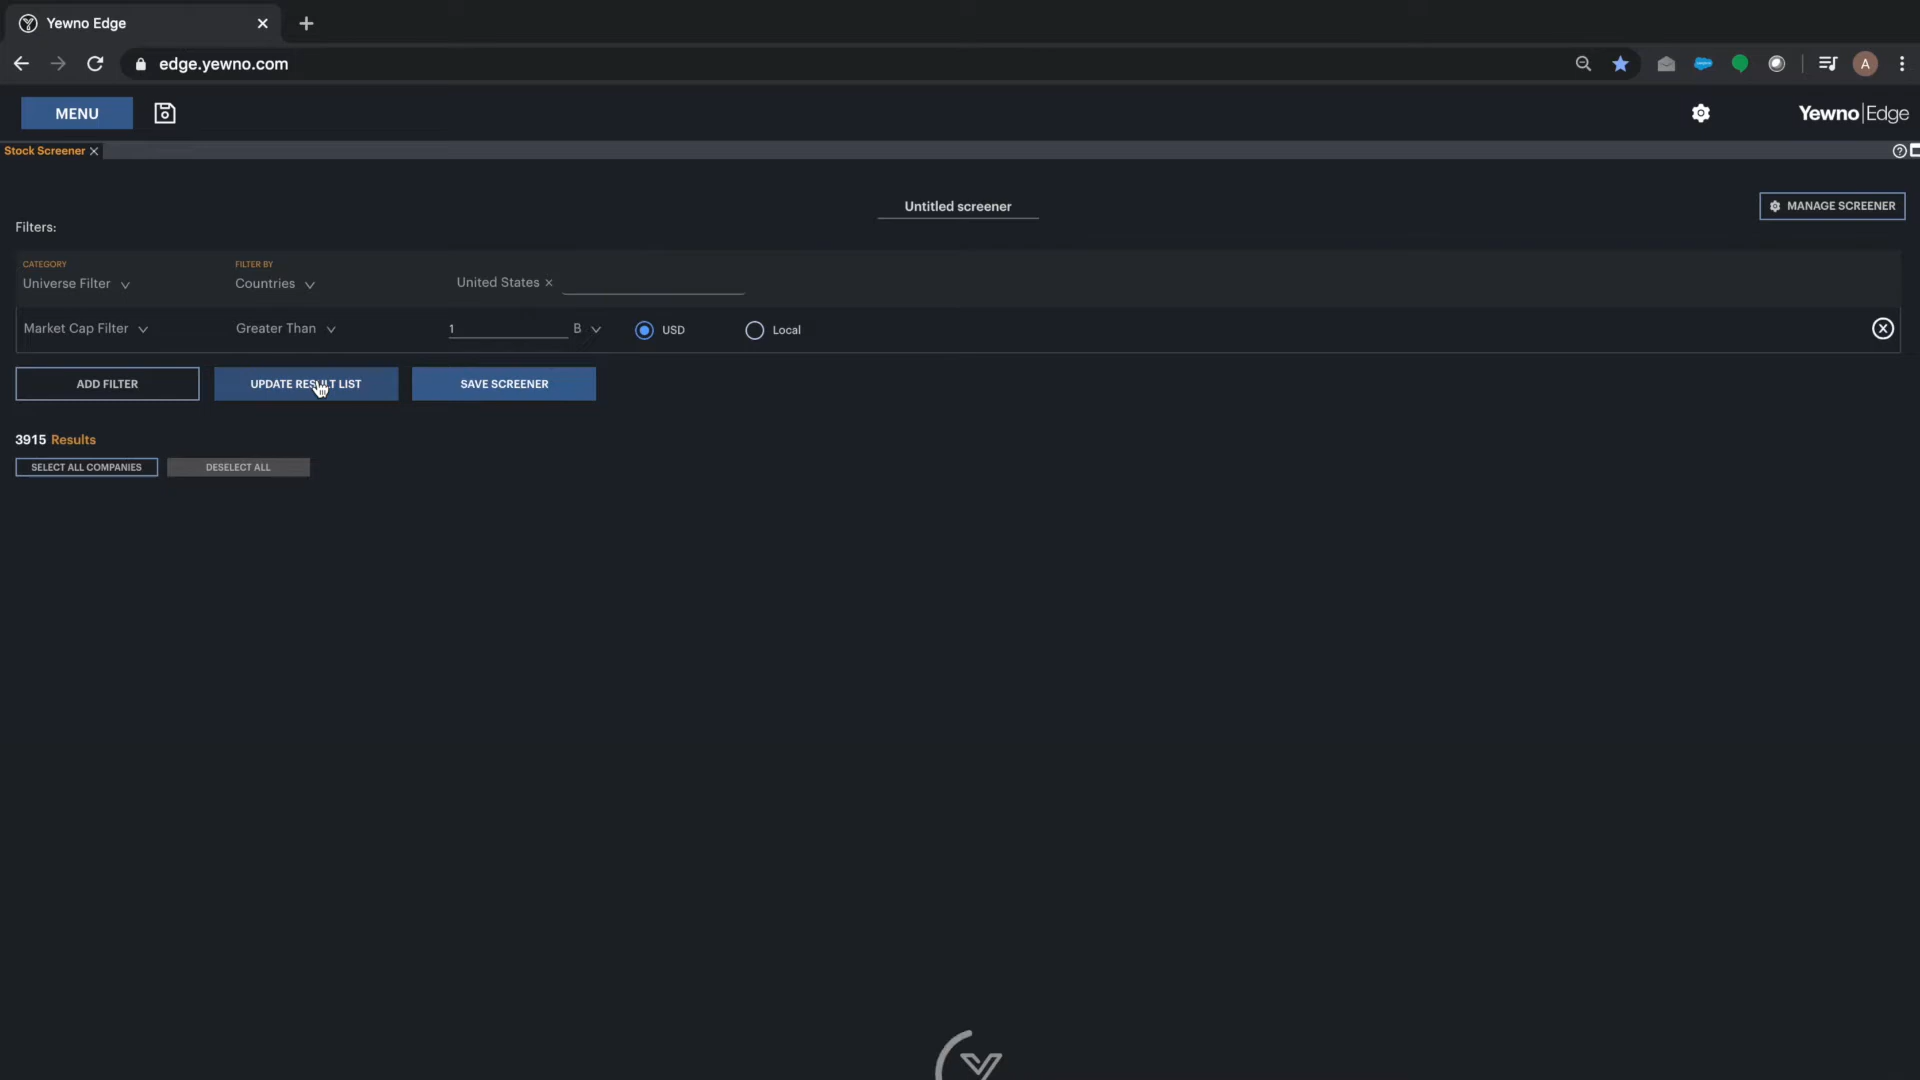 Yewno Edge
edge.yewno.com
A
MENU
Yewno|Edge
Stock Screener
Untitled screener
MANAGE SCREENER
Filters:
CATEGORY
FILTER BY
Universe Filter
Countries
United States ×
Market Cap Filter
Greater Than
1
B
USD
Local
ADD FILTER
UPDATE RESULT LIST
SAVE SCREENER
3915 Results
SELECT ALL COMPANIES
DESELECT ALL